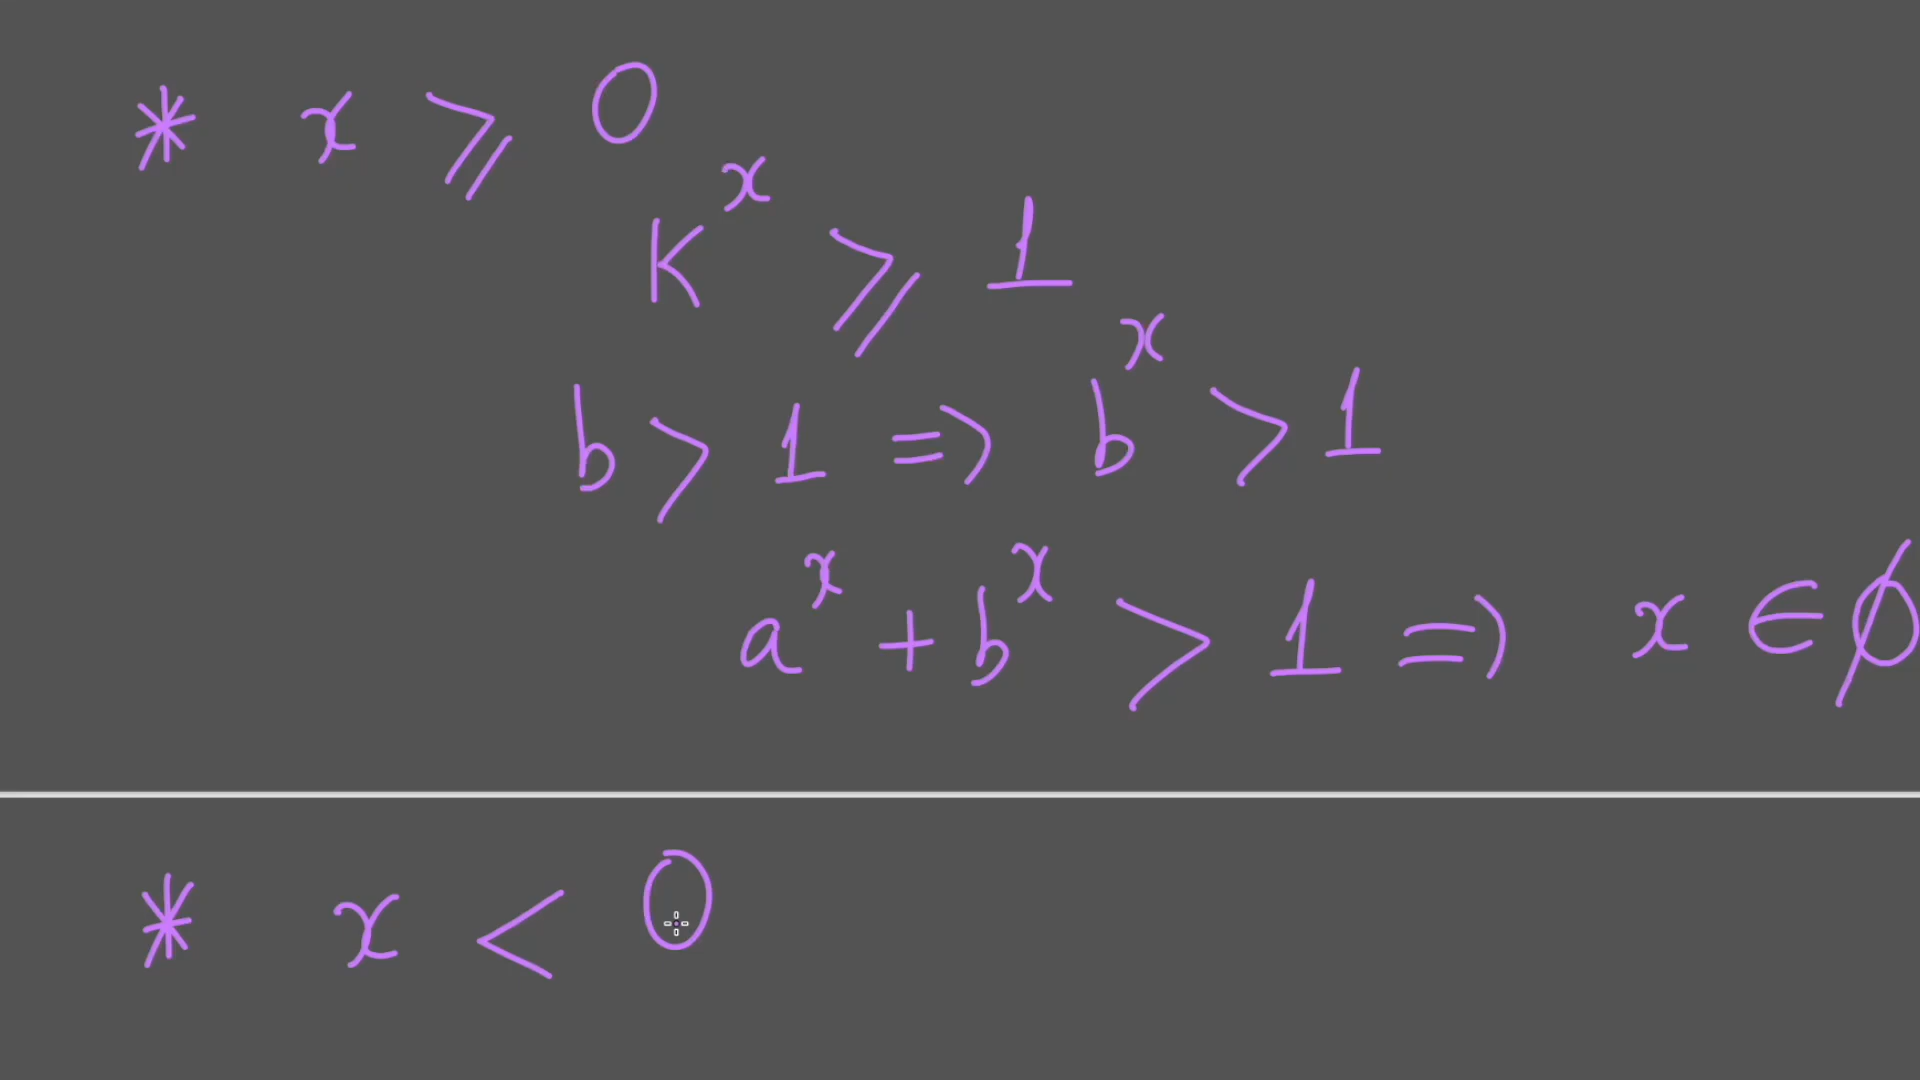 * x ⩾ 0
K^x ⩾ 1
b > 1 => b^x > 1
a^x + b^x > 1 => x ∈ ∅
* x < 0